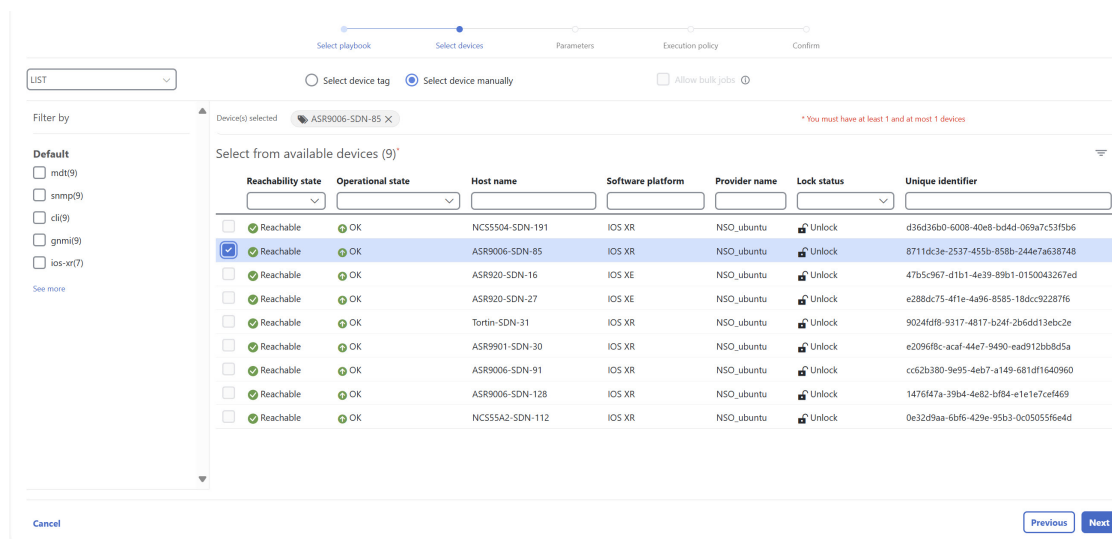 Select playbook Select devices Parameters Execution policy Confirm
LIST Select device tag Select device manually Allow bulk jobs
Filter by
Device(s) selected ASR9006-SDN-85 * You must have at least 1 and at most 1 devices
Default
Select from available devices (9)*
mdt(9)
snmp(9)
cli(9)
gnmi(9)
ios-xr(7)
See more
Reachability state Operational state Host name Software platform Provider name Lock status Unique identifier
Reachable OK NCS5504-SDN-191 IOS XR NSO_ubuntu Unlock d36d36b0-6008-40e8-bd4d-069a7c53f5b6
Reachable OK ASR9006-SDN-85 IOS XR NSO_ubuntu Unlock 8711dc3e-2537-455b-858b-244e7a638748
Reachable OK ASR920-SDN-16 IOS XE NSO_ubuntu Unlock 47b5c967-d1b1-4e39-89b1-0150043267ed
Reachable OK ASR920-SDN-27 IOS XE NSO_ubuntu Unlock e288dc75-4f1e-4a96-8585-18dcc92287f6
Reachable OK Tortin-SDN-31 IOS XR NSO_ubuntu Unlock 9024fdf8-9317-4817-b24f-2b6dd13ebc2e
Reachable OK ASR9901-SDN-30 IOS XR NSO_ubuntu Unlock e2096f8c-acaf-44e7-9490-ead912bb8d5a
Reachable OK ASR9006-SDN-91 IOS XR NSO_ubuntu Unlock cc62b380-9e95-4eb7-a149-681df1640960
Reachable OK ASR9006-SDN-128 IOS XR NSO_ubuntu Unlock 1476f47a-39b4-4e82-bf84-e1e1e7cef469
Reachable OK NCS55A2-SDN-112 IOS XR NSO_ubuntu Unlock 0e32d9aa-6bf6-429e-95b3-0c05055f6e4d
Cancel Previous Next